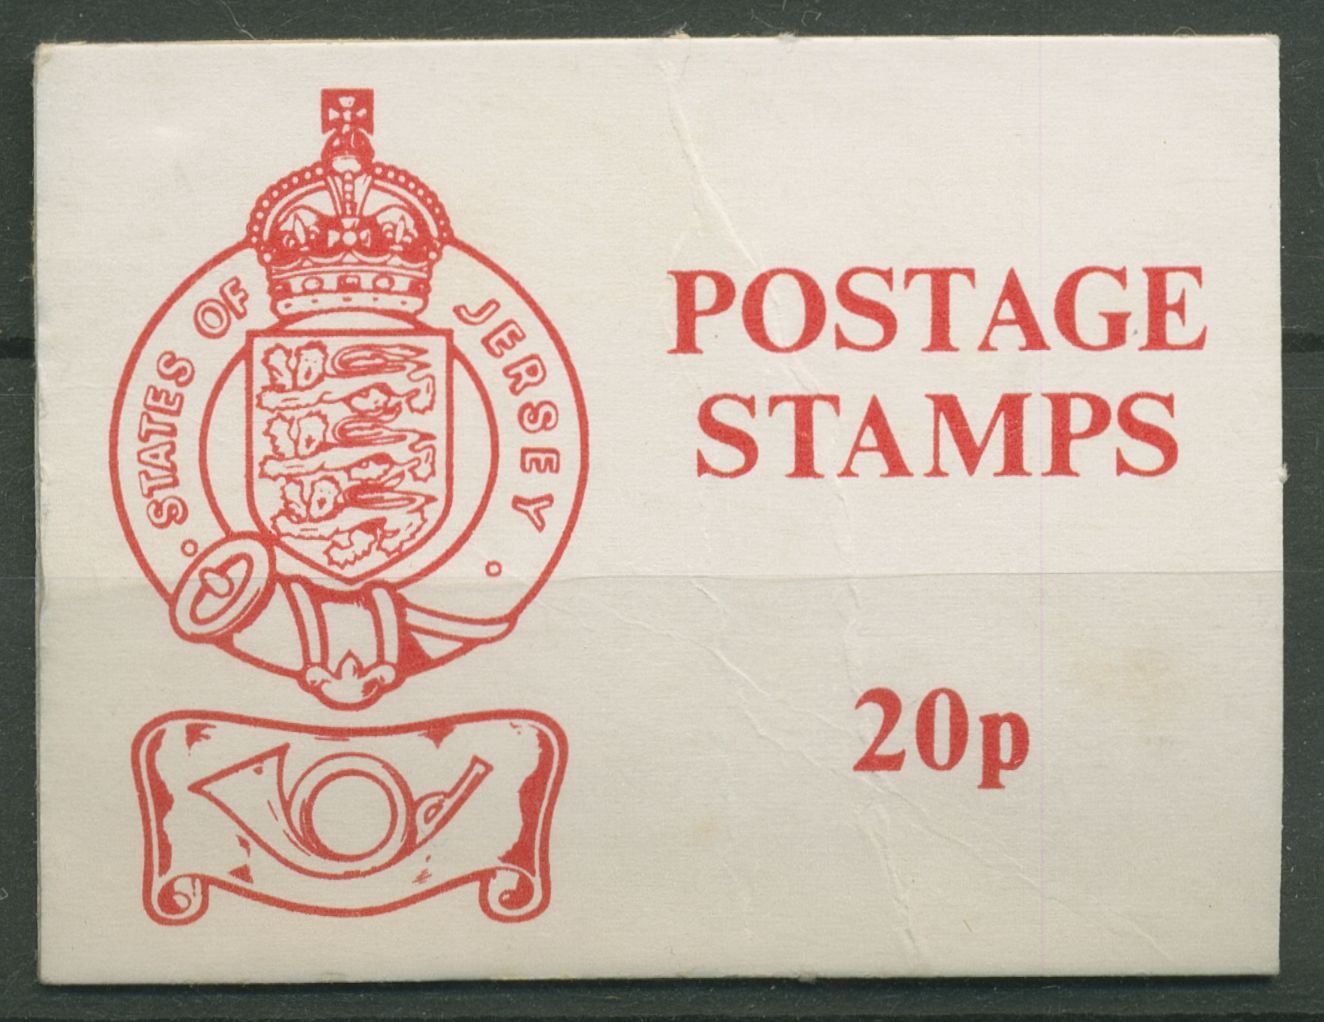 STATES OF JERSEY
POSTAGE
STAMPS
20p